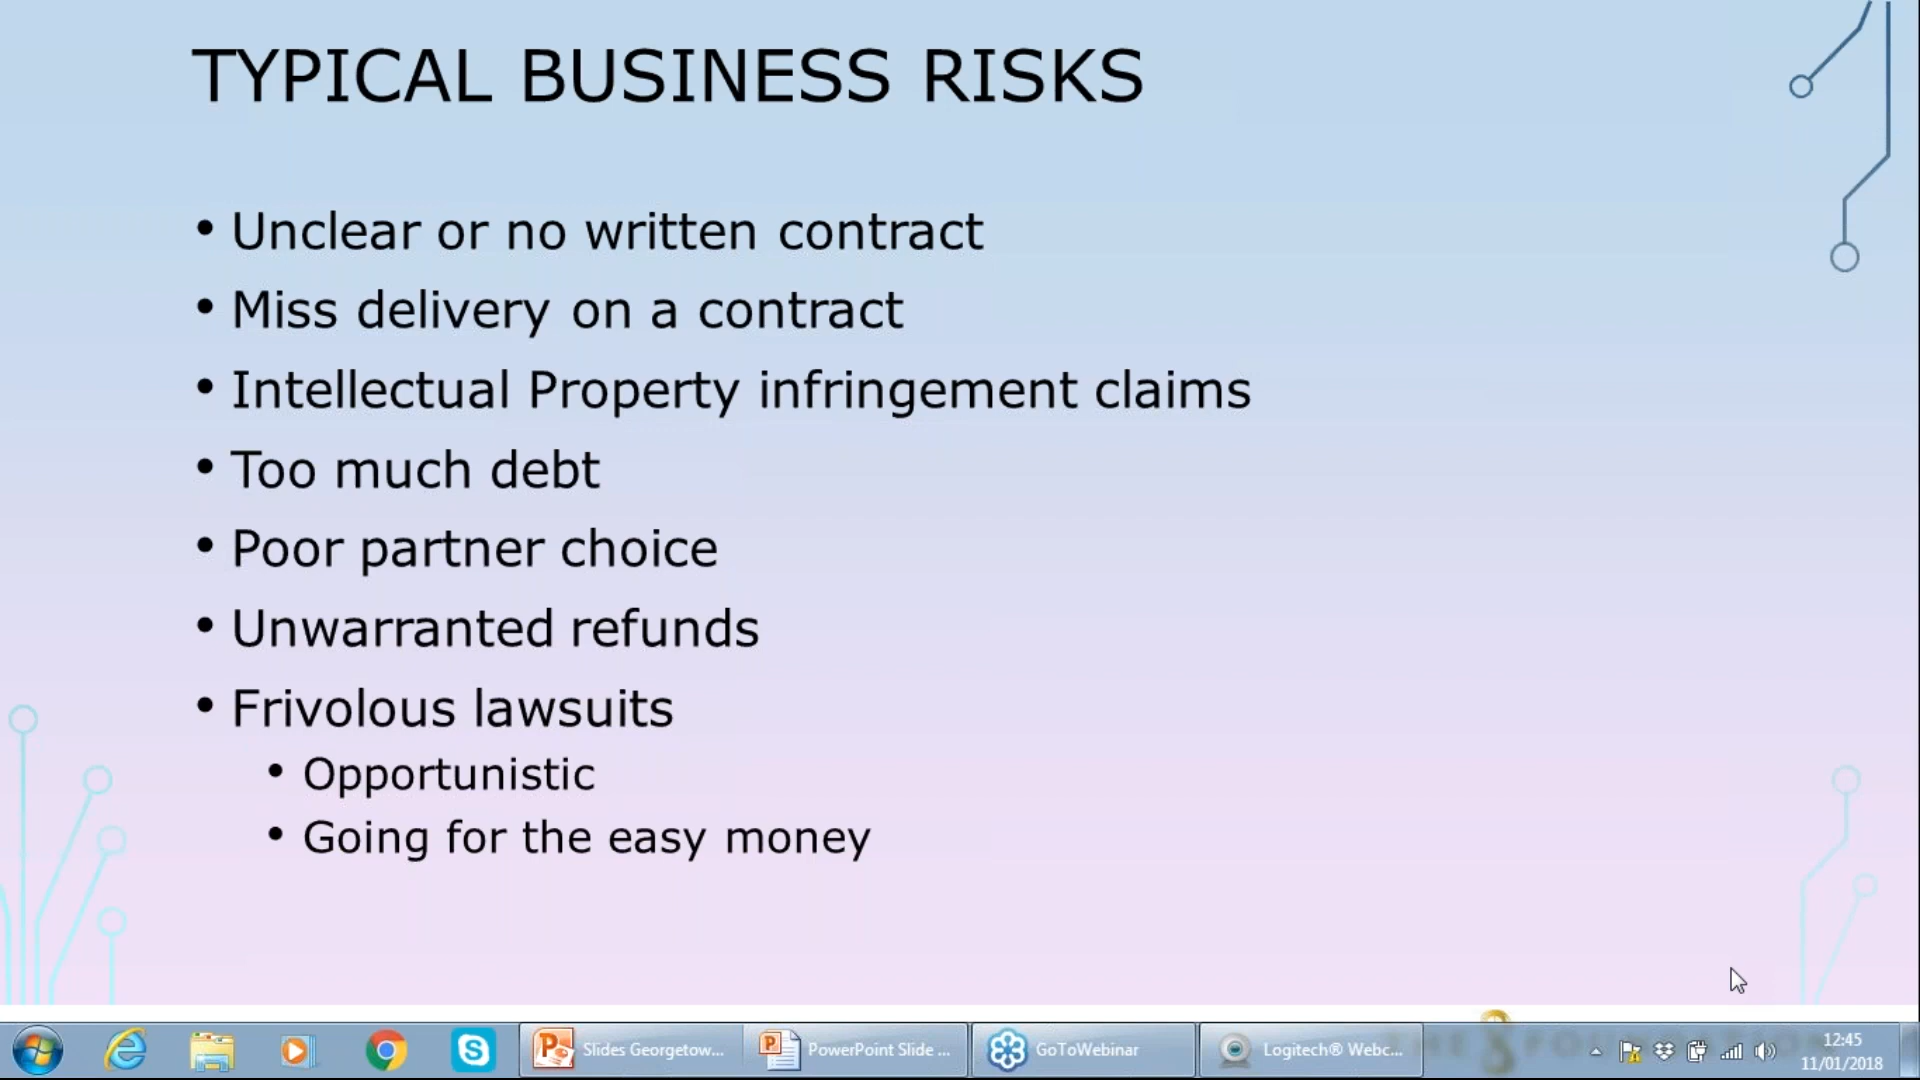 TYPICAL BUSINESS RISKS
• Unclear or no written contract
• Miss delivery on a contract
• Intellectual Property infringement claims
• Too much debt
• Poor partner choice
• Unwarranted refunds
• Frivolous lawsuits
• Opportunistic
• Going for the easy money
Slides Georgetow... PowerPoint Slide ... GoToWebinar Logitech® Webc... 12:45
11/01/2018